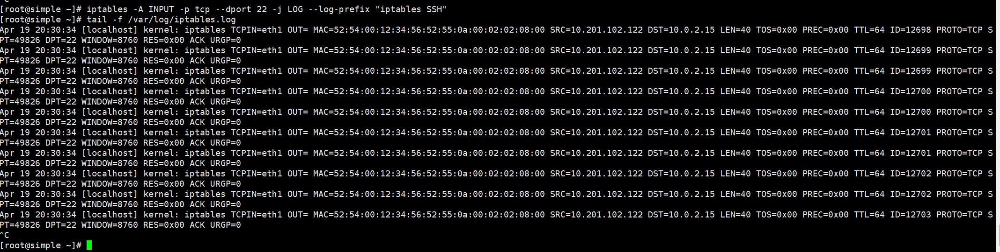 ^C
[root@simple ~]# iptables -A INPUT -p tcp --dport 22 -j LOG --log-prefix "iptables SSH"
[root@simple ~]# tail -f /var/log/iptables.log
Apr 19 20:30:34 [localhost] kernel: iptables TCPIN=eth1 OUT= MAC=52:54:00:12:34:56:52:55:0a:00:02:02:08:00 SRC=10.201.102.122 DST=10.0.2.15 LEN=40 TOS=0x00 PREC=0x00 TTL=64 ID=12698 PROTO=TCP S
PT=49826 DPT=22 WINDOW=8760 RES=0x00 ACK URGP=0
Apr 19 20:30:34 [localhost] kernel: iptables TCPIN=eth1 OUT= MAC=52:54:00:12:34:56:52:55:0a:00:02:02:08:00 SRC=10.201.102.122 DST=10.0.2.15 LEN=40 TOS=0x00 PREC=0x00 TTL=64 ID=12699 PROTO=TCP S
PT=49826 DPT=22 WINDOW=8760 RES=0x00 ACK URGP=0
Apr 19 20:30:34 [localhost] kernel: iptables TCPIN=eth1 OUT= MAC=52:54:00:12:34:56:52:55:0a:00:02:02:08:00 SRC=10.201.102.122 DST=10.0.2.15 LEN=40 TOS=0x00 PREC=0x00 TTL=64 ID=12699 PROTO=TCP S
PT=49826 DPT=22 WINDOW=8760 RES=0x00 ACK URGP=0
Apr 19 20:30:34 [localhost] kernel: iptables TCPIN=eth1 OUT= MAC=52:54:00:12:34:56:52:55:0a:00:02:02:08:00 SRC=10.201.102.122 DST=10.0.2.15 LEN=40 TOS=0x00 PREC=0x00 TTL=64 ID=12700 PROTO=TCP S
PT=49826 DPT=22 WINDOW=8760 RES=0x00 ACK URGP=0
Apr 19 20:30:34 [localhost] kernel: iptables TCPIN=eth1 OUT= MAC=52:54:00:12:34:56:52:55:0a:00:02:02:08:00 SRC=10.201.102.122 DST=10.0.2.15 LEN=40 TOS=0x00 PREC=0x00 TTL=64 ID=12700 PROTO=TCP S
PT=49826 DPT=22 WINDOW=8760 RES=0x00 ACK URGP=0
Apr 19 20:30:34 [localhost] kernel: iptables TCPIN=eth1 OUT= MAC=52:54:00:12:34:56:52:55:0a:00:02:02:08:00 SRC=10.201.102.122 DST=10.0.2.15 LEN=40 TOS=0x00 PREC=0x00 TTL=64 ID=12701 PROTO=TCP S
PT=49826 DPT=22 WINDOW=8760 RES=0x00 ACK URGP=0
Apr 19 20:30:34 [localhost] kernel: iptables TCPIN=eth1 OUT= MAC=52:54:00:12:34:56:52:55:0a:00:02:02:08:00 SRC=10.201.102.122 DST=10.0.2.15 LEN=40 TOS=0x00 PREC=0x00 TTL=64 ID=12701 PROTO=TCP S
PT=49826 DPT=22 WINDOW=8760 RES=0x00 ACK URGP=0
Apr 19 20:30:34 [localhost] kernel: iptables TCPIN=eth1 OUT= MAC=52:54:00:12:34:56:52:55:0a:00:02:02:08:00 SRC=10.201.102.122 DST=10.0.2.15 LEN=40 TOS=0x00 PREC=0x00 TTL=64 ID=12702 PROTO=TCP S
PT=49826 DPT=22 WINDOW=8760 RES=0x00 ACK URGP=0
Apr 19 20:30:34 [localhost] kernel: iptables TCPIN=eth1 OUT= MAC=52:54:00:12:34:56:52:55:0a:00:02:02:08:00 SRC=10.201.102.122 DST=10.0.2.15 LEN=40 TOS=0x00 PREC=0x00 TTL=64 ID=12702 PROTO=TCP S
PT=49826 DPT=22 WINDOW=8760 RES=0x00 ACK URGP=0
Apr 19 20:30:34 [localhost] kernel: iptables TCPIN=eth1 OUT= MAC=52:54:00:12:34:56:52:55:0a:00:02:02:08:00 SRC=10.201.102.122 DST=10.0.2.15 LEN=40 TOS=0x00 PREC=0x00 TTL=64 ID=12703 PROTO=TCP S
PT=49826 DPT=22 WINDOW=8760 RES=0x00 ACK URGP=0
^C
[root@simple ~]#